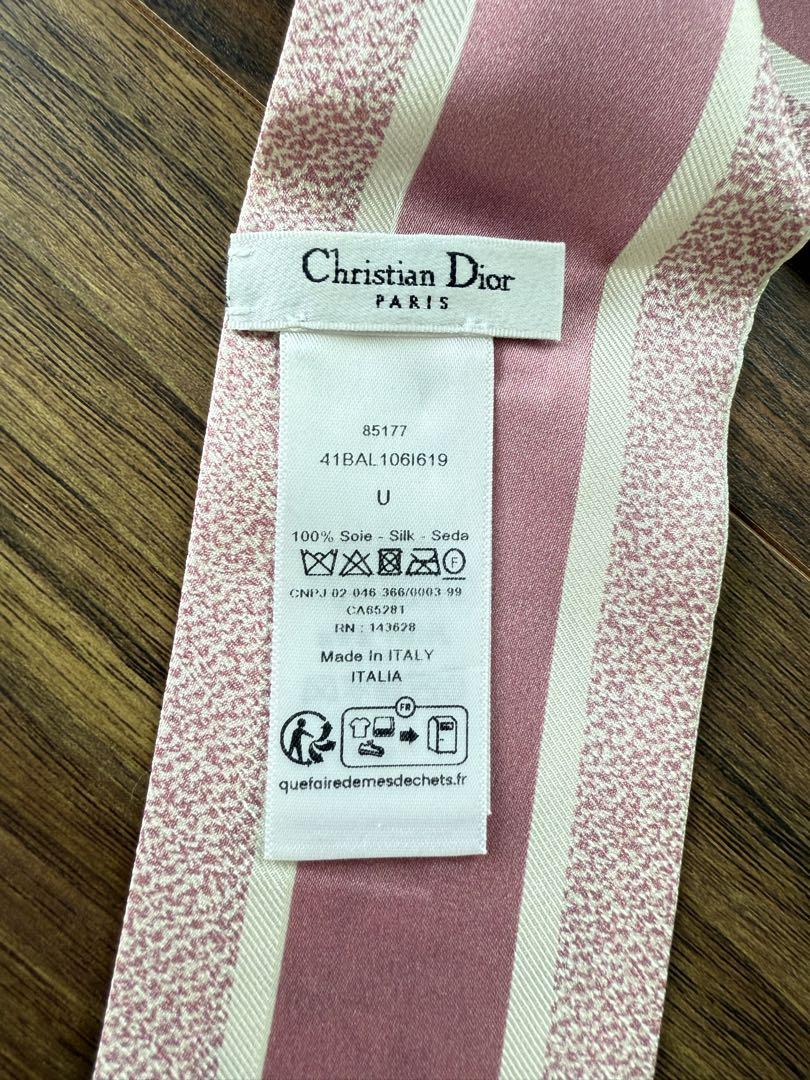 Christian Dior
PARIS
85177
41BAL106I619
U
100% Soie - Silk - Seda
F
CNPJ 02 046 366/0003-99
CA65281
RN : 143628
Made In ITALY
ITALIA
FR
quefairedemesdechets.fr